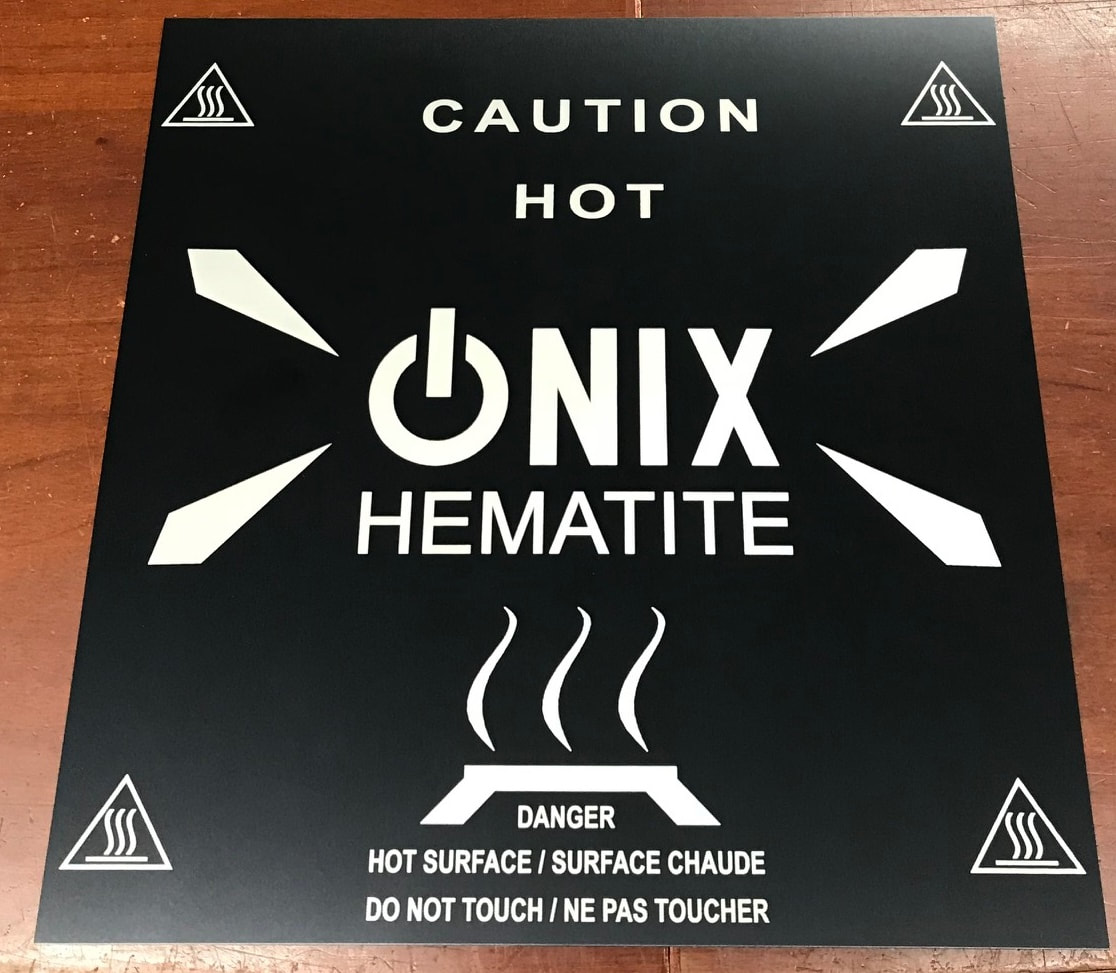 CAUTION
HOT
ONIX
HEMATITE
DANGER
HOT SURFACE / SURFACE CHAUDE
DO NOT TOUCH / NE PAS TOUCHER